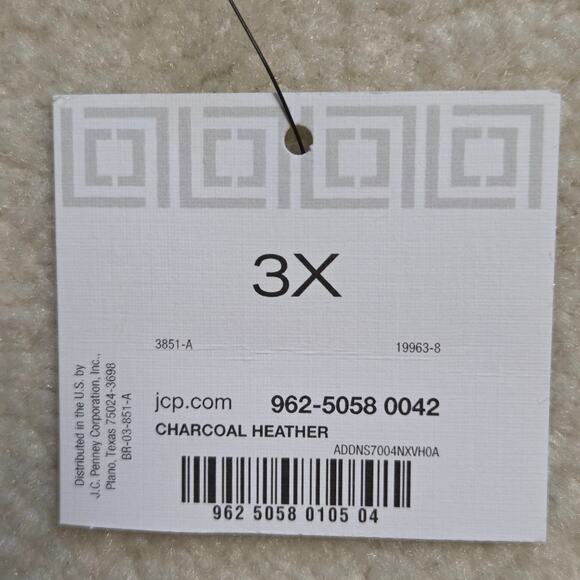 3X
3851-A 19963-8
jcp.com 962-5058 0042
CHARCOAL HEATHER
ADDNS7004NXVH0A
962 5058 0105 04
Distributed in the U.S. by
J.C. Penney Corporation, Inc.,
Plano, Texas 75024-3698
BR-03-851-A